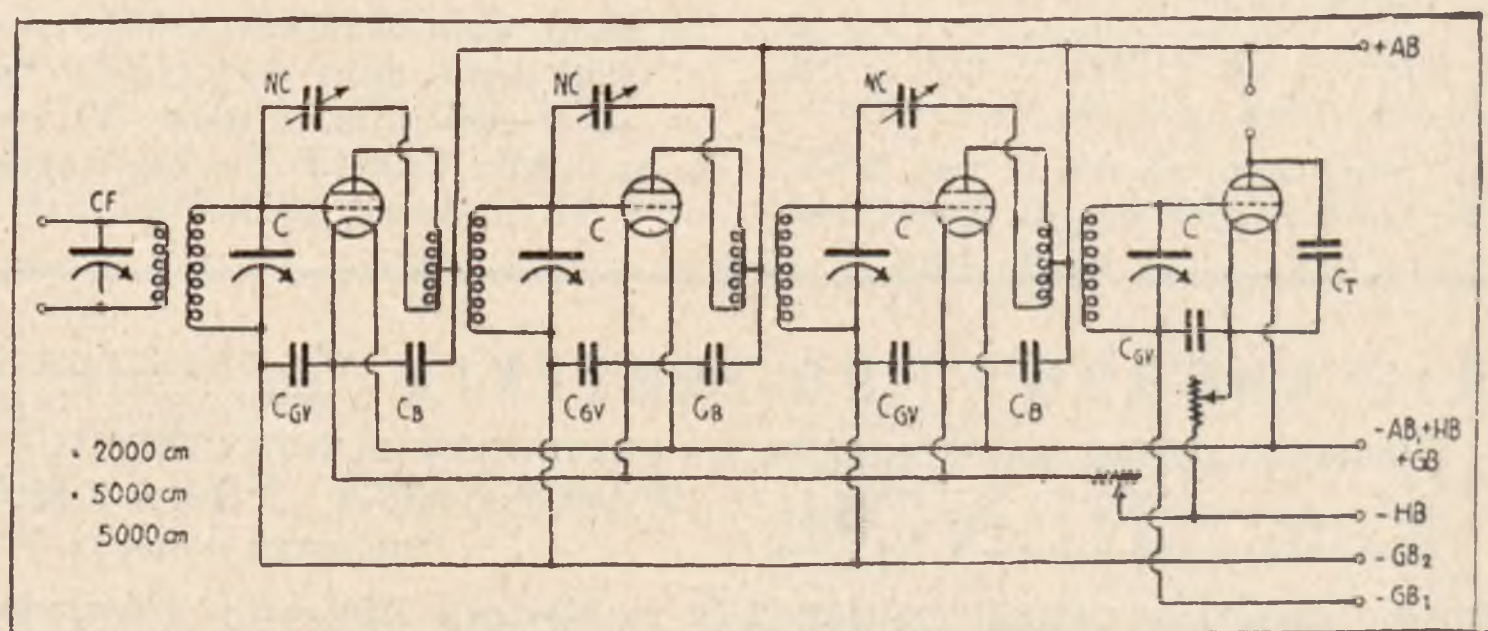 +AB
NC
NC
NC
CF
C
C
C
C
CT
CGV
CGV
CB
CGV
GB
CGV
CB
• 2000 cm
• 5000 cm
5000 cm
-AB,+HB
+GB
-HB
-GB2
-GB1